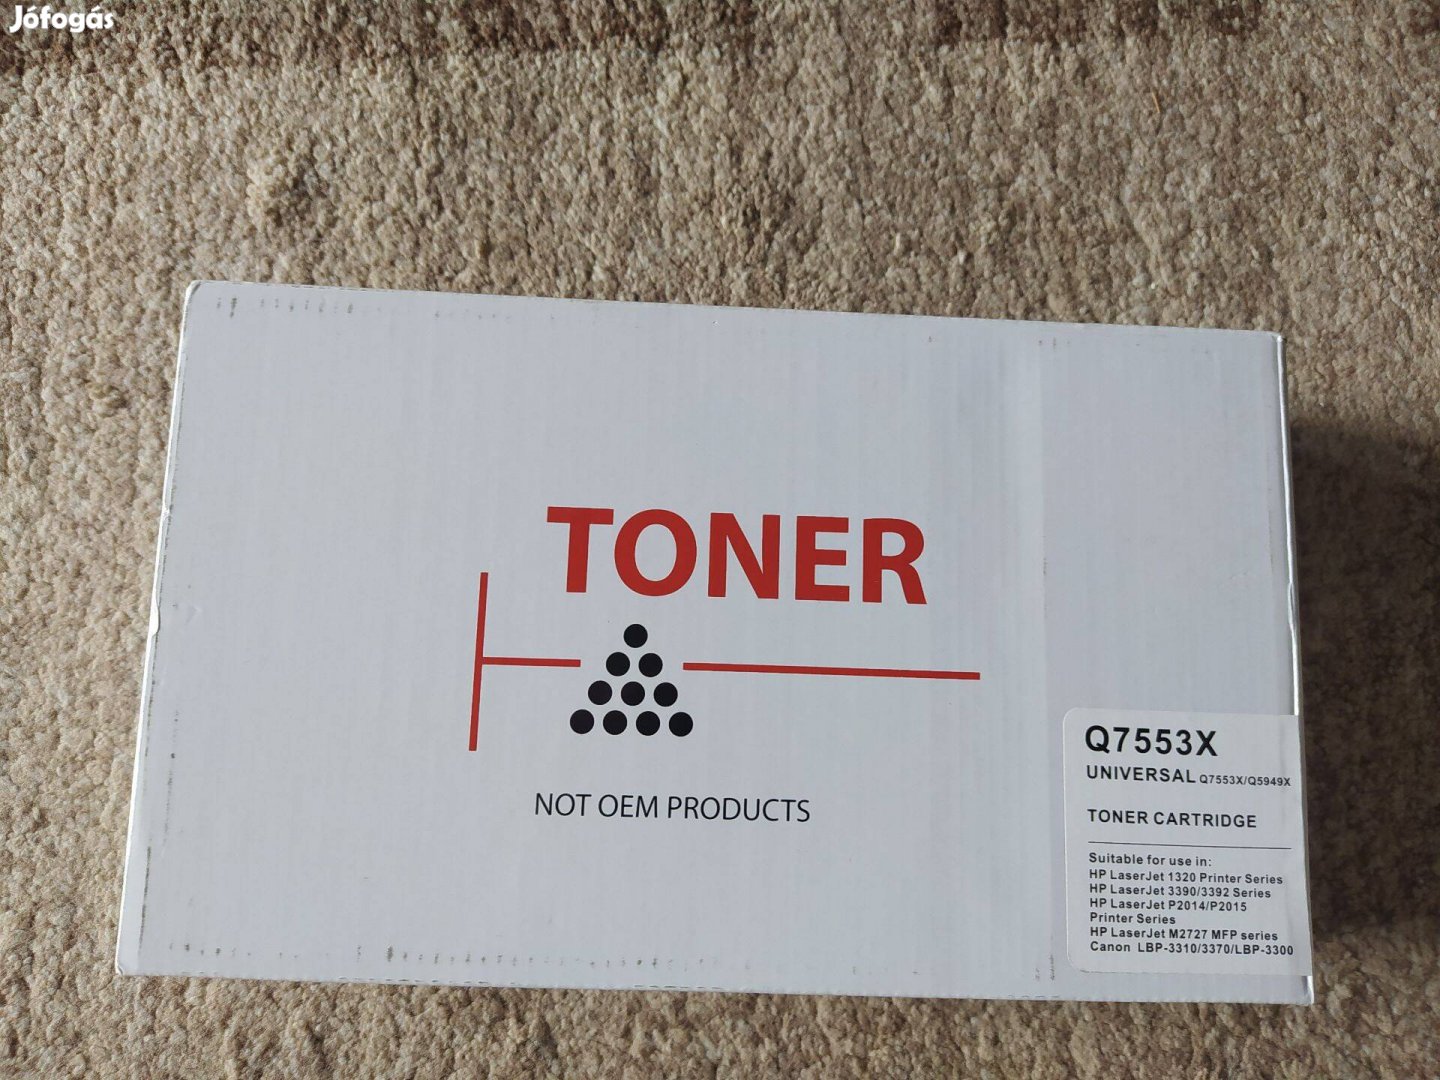 Jófogás
TONER
NOT OEM PRODUCTS
Q7553X
UNIVERSAL Q7553X/Q5949X
TONER CARTRIDGE
Suitable for use in:
HP LaserJet 1320 Printer Series
HP LaserJet 3390/3392 Series
HP LaserJet P2014/P2015
Printer Series
HP LaserJet M2727 MFP series
Canon LBP-3310/3370/LBP-3300